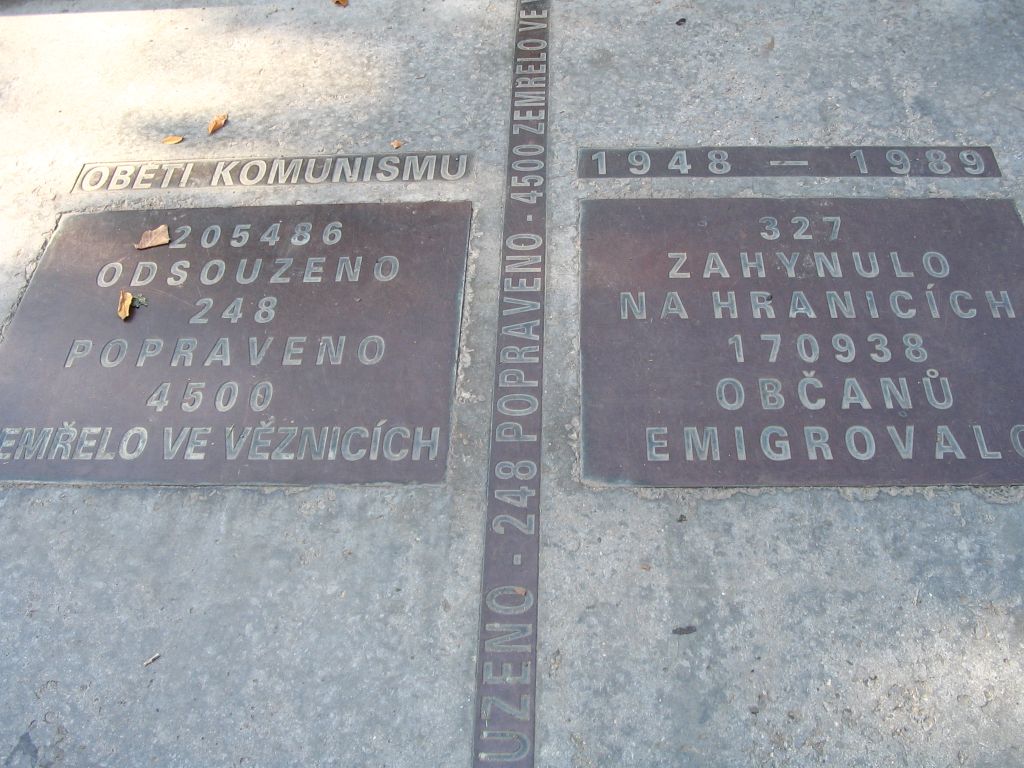 OBĚTI KOMUNISMU
205486
ODSOUZENO
248
POPRAVENO
4500
ZEMŘELO VE VĚZNICÍCH
UZENO - 248 POPRAVENO - 4500 ZEMŘELO VE
1948 – 1989
327
ZAHYNULO
NA HRANICÍCH
170938
OBČANŮ
EMIGROVALO